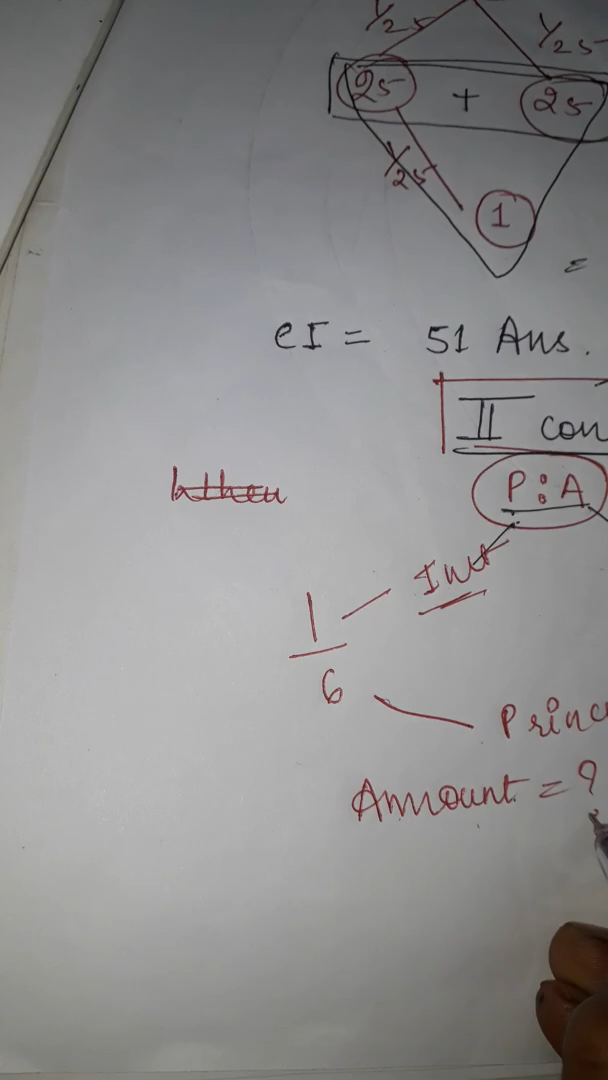 1/25 1/25
25 + 25
1/25
1
=
CI = 51 Ans.
II con
P:A
When
1 Int
6
Princ
Amount = ?